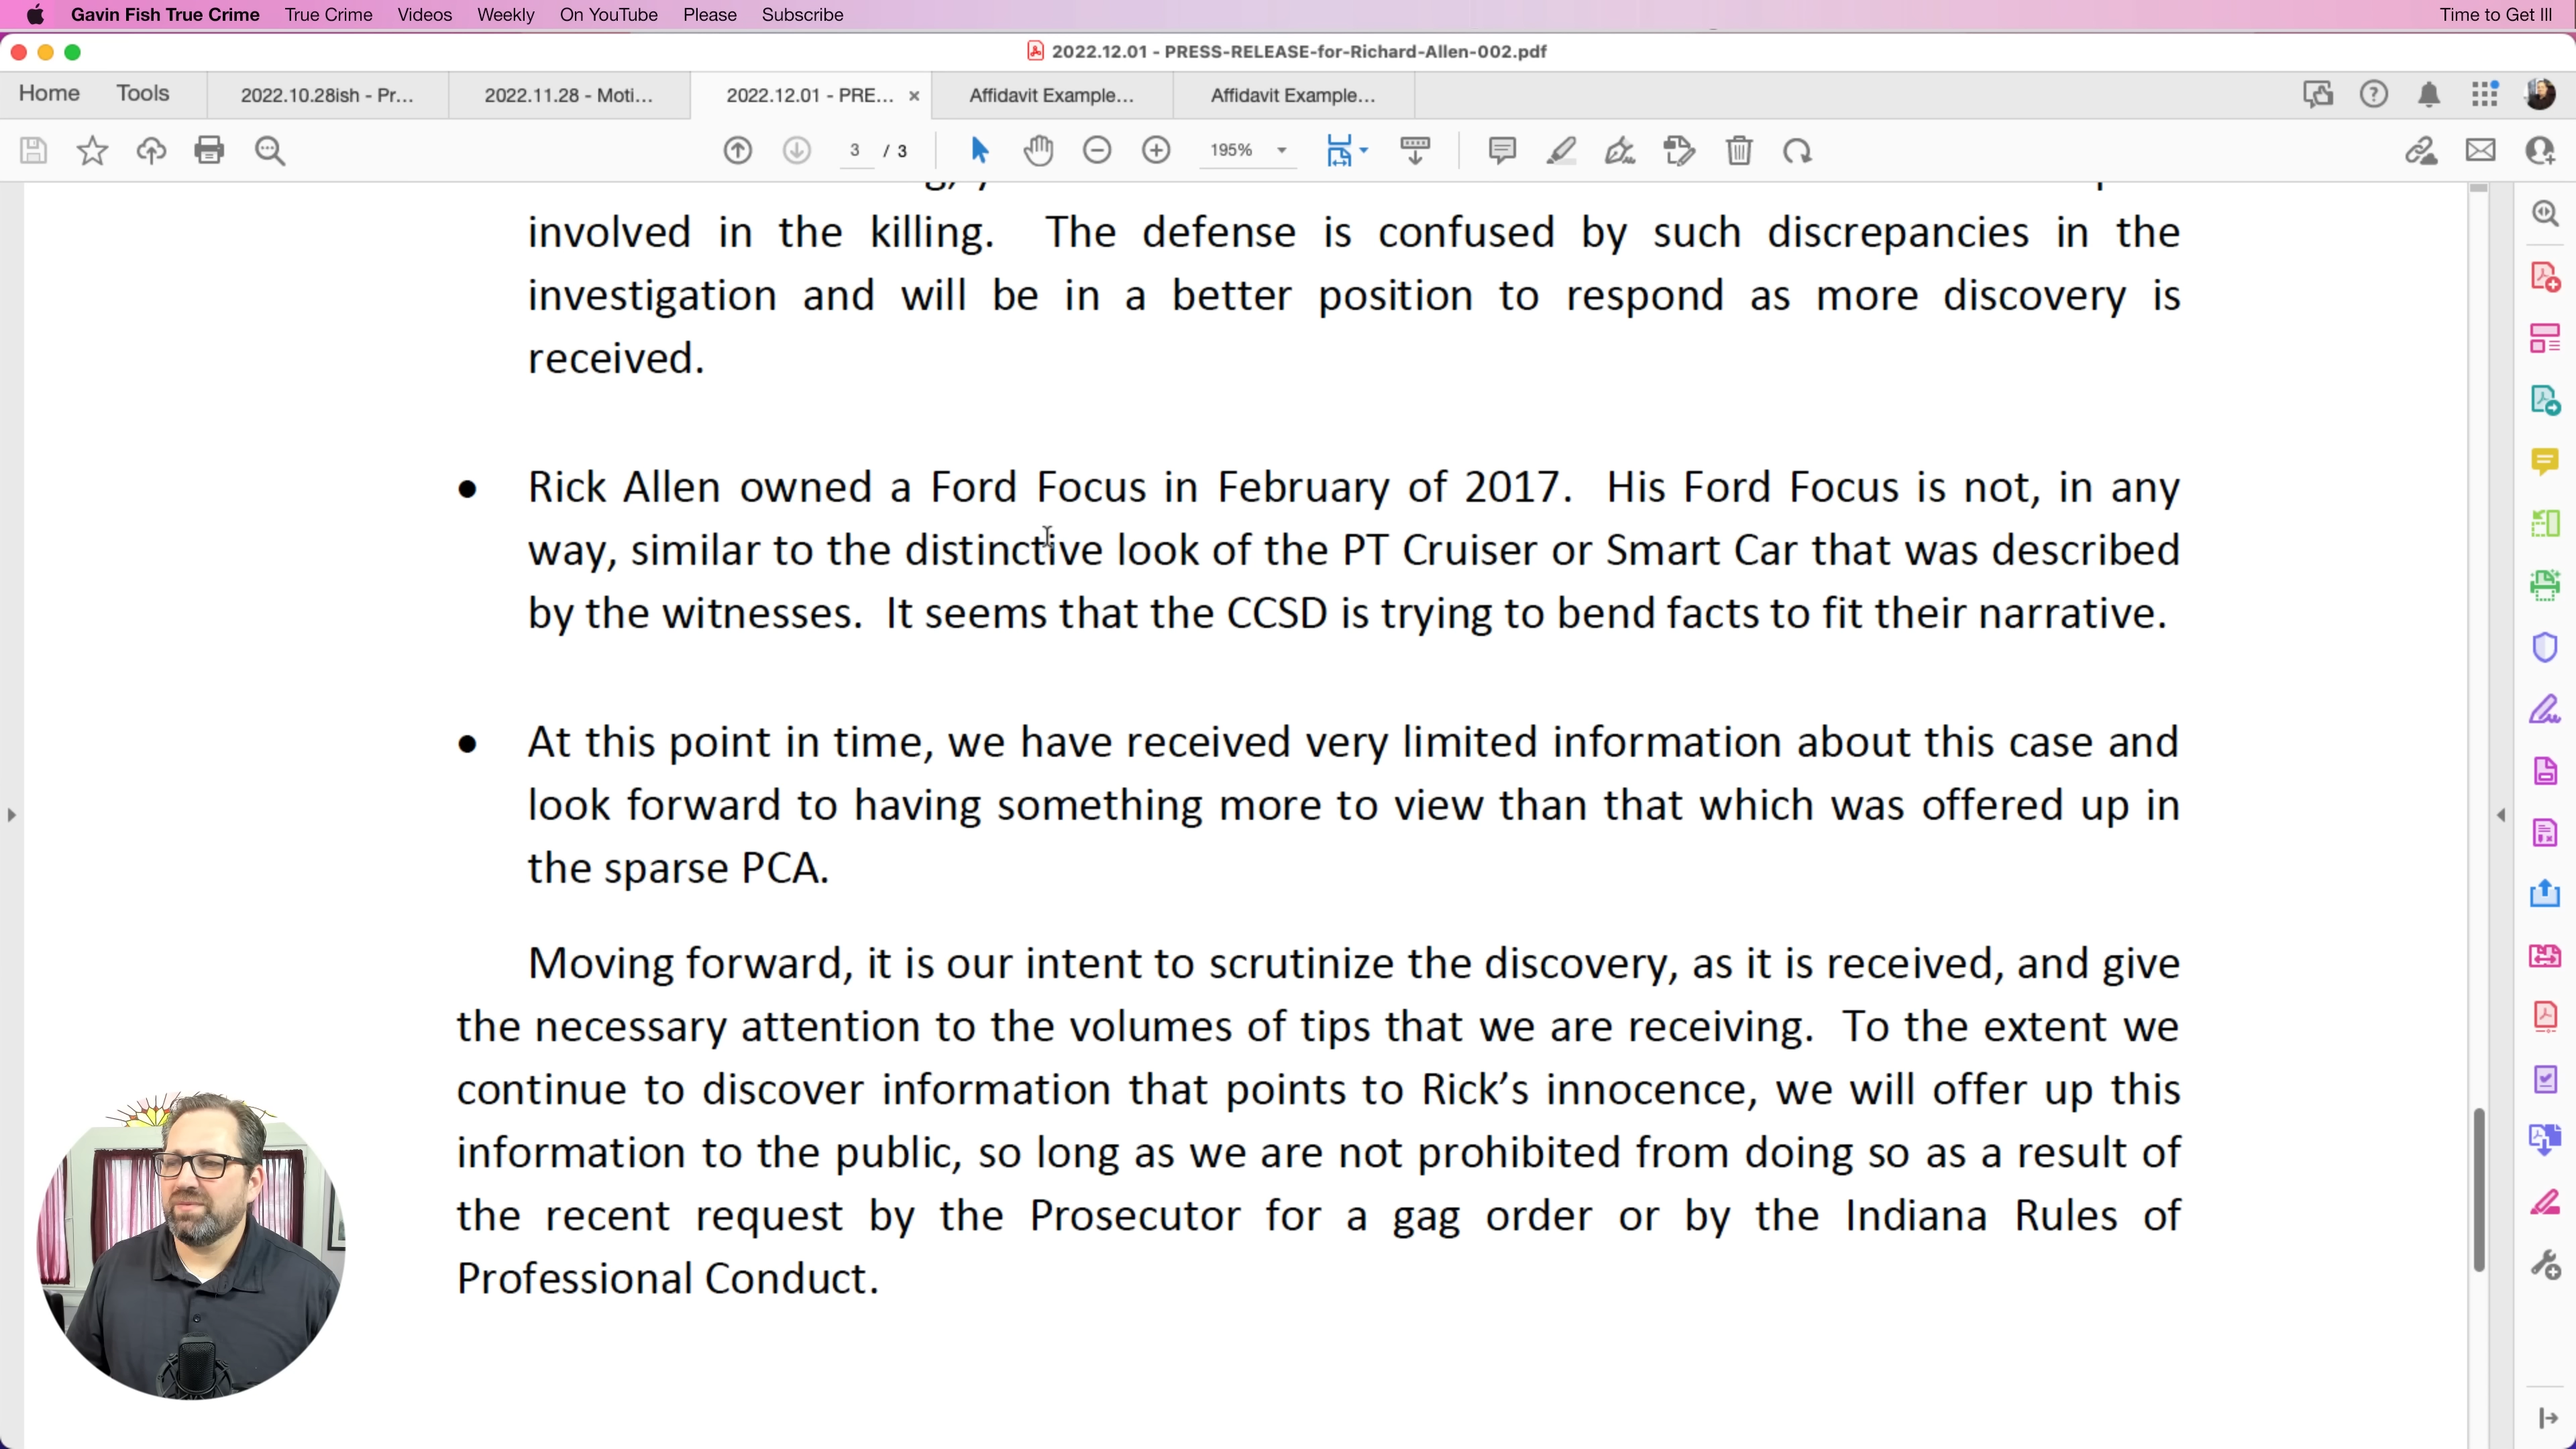 Gavin Fish True Crime True Crime Videos Weekly On YouTube Please Subscribe Time to Get Ill
2022.12.01 - PRESS-RELEASE-for-Richard-Allen-002.pdf
Home Tools 2022.10.28ish - Pr... 2022.11.28 - Moti... 2022.12.01 - PRE... × Affidavit Example... Affidavit Example...
3 / 3 195%
involved in the killing. The defense is confused by such discrepancies in the
investigation and will be in a better position to respond as more discovery is
received.
● Rick Allen owned a Ford Focus in February of 2017. His Ford Focus is not, in any
way, similar to the distinctive look of the PT Cruiser or Smart Car that was described
by the witnesses. It seems that the CCSD is trying to bend facts to fit their narrative.
● At this point in time, we have received very limited information about this case and
look forward to having something more to view than that which was offered up in
the sparse PCA.
Moving forward, it is our intent to scrutinize the discovery, as it is received, and give
the necessary attention to the volumes of tips that we are receiving. To the extent we
continue to discover information that points to Rick’s innocence, we will offer up this
information to the public, so long as we are not prohibited from doing so as a result of
the recent request by the Prosecutor for a gag order or by the Indiana Rules of
Professional Conduct.